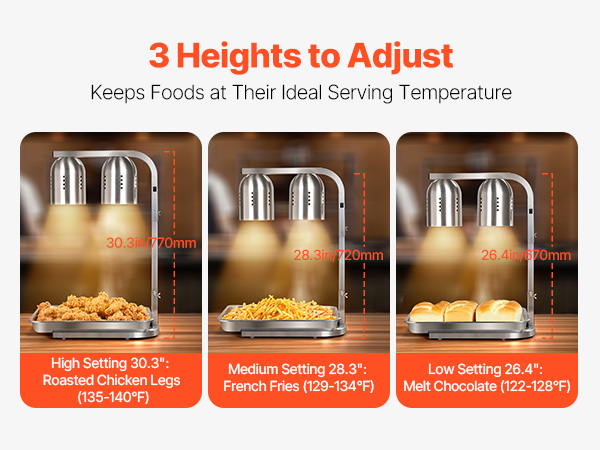 3 Heights to Adjust
Keeps Foods at Their Ideal Serving Temperature
30.3in/770mm
28.3in/720mm
26.4in/670mm
High Setting 30.3":
Roasted Chicken Legs
(135-140°F)
Medium Setting 28.3":
French Fries (129-134°F)
Low Setting 26.4":
Melt Chocolate (122-128°F)